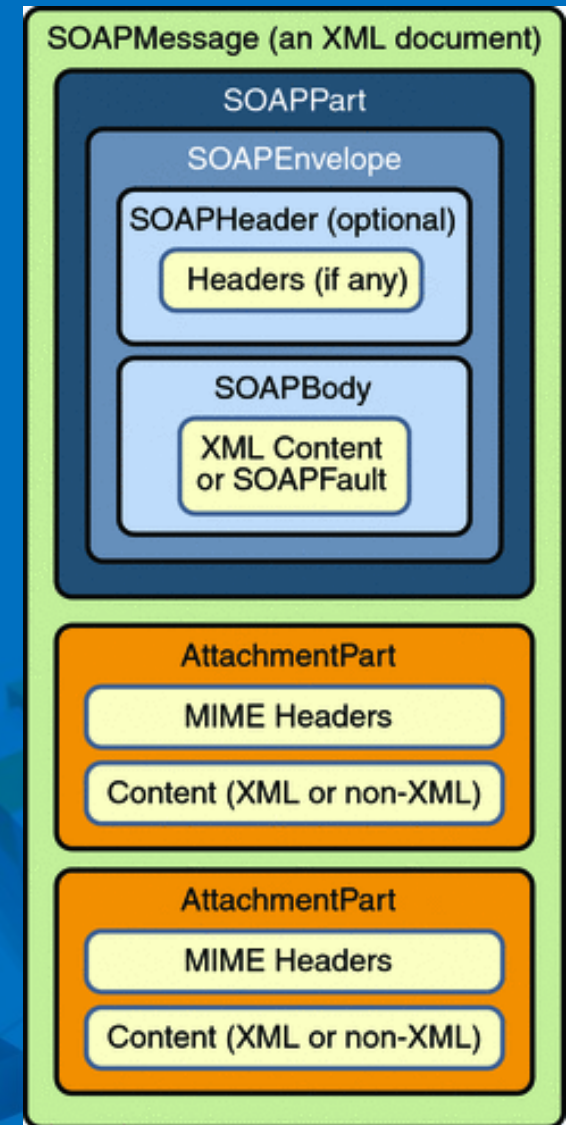 SOAPMessage (an XML document)
SOAPPart
SOAPEnvelope
SOAPHeader (optional)
Headers (if any)
SOAPBody
XML Content
or SOAPFault
AttachmentPart
MIME Headers
Content (XML or non-XML)
AttachmentPart
MIME Headers
Content (XML or non-XML)